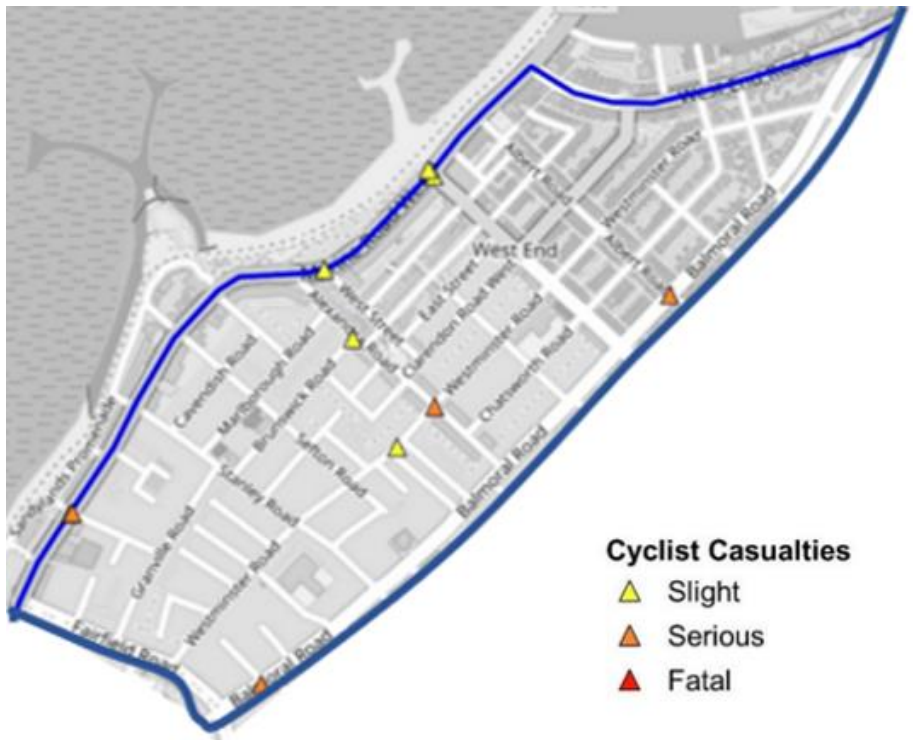 West End Road
Albert Road
Westminster Road
Balmoral Road
West End
Albert Road
East Street
West Street
Alexandra Road
Clarendon Road West
Westminster Road
Cavendish Road
Marlborough Road
Brunswick Road
Chatsworth Road
Sefton Road
Balmoral Road
Sandylands Promenade
Stanley Road
Granville Road
Westminster Road
Fairfield Road
Balmoral Road
Cyclist Casualties
Slight
Serious
Fatal